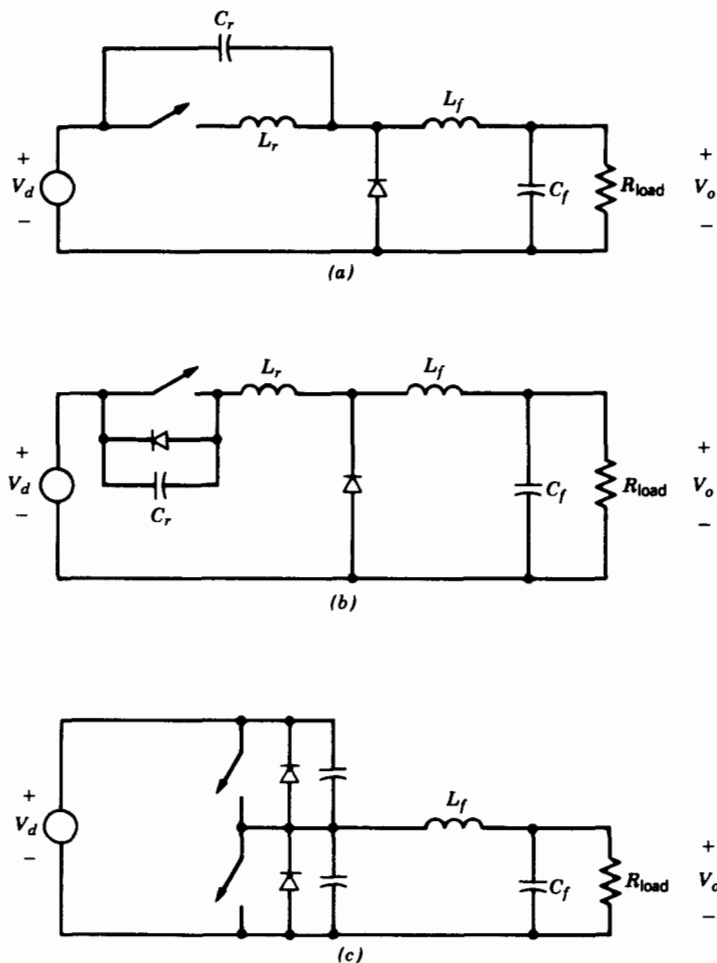 C_r
L_f
L_r
+
V_d
−
C_f
R_load
+
V_o
−
(a)
L_r
L_f
+
V_d
−
C_r
C_f
R_load
+
V_o
−
(b)
L_f
+
V_d
−
C_f
R_load
+
V_o
−
(c)